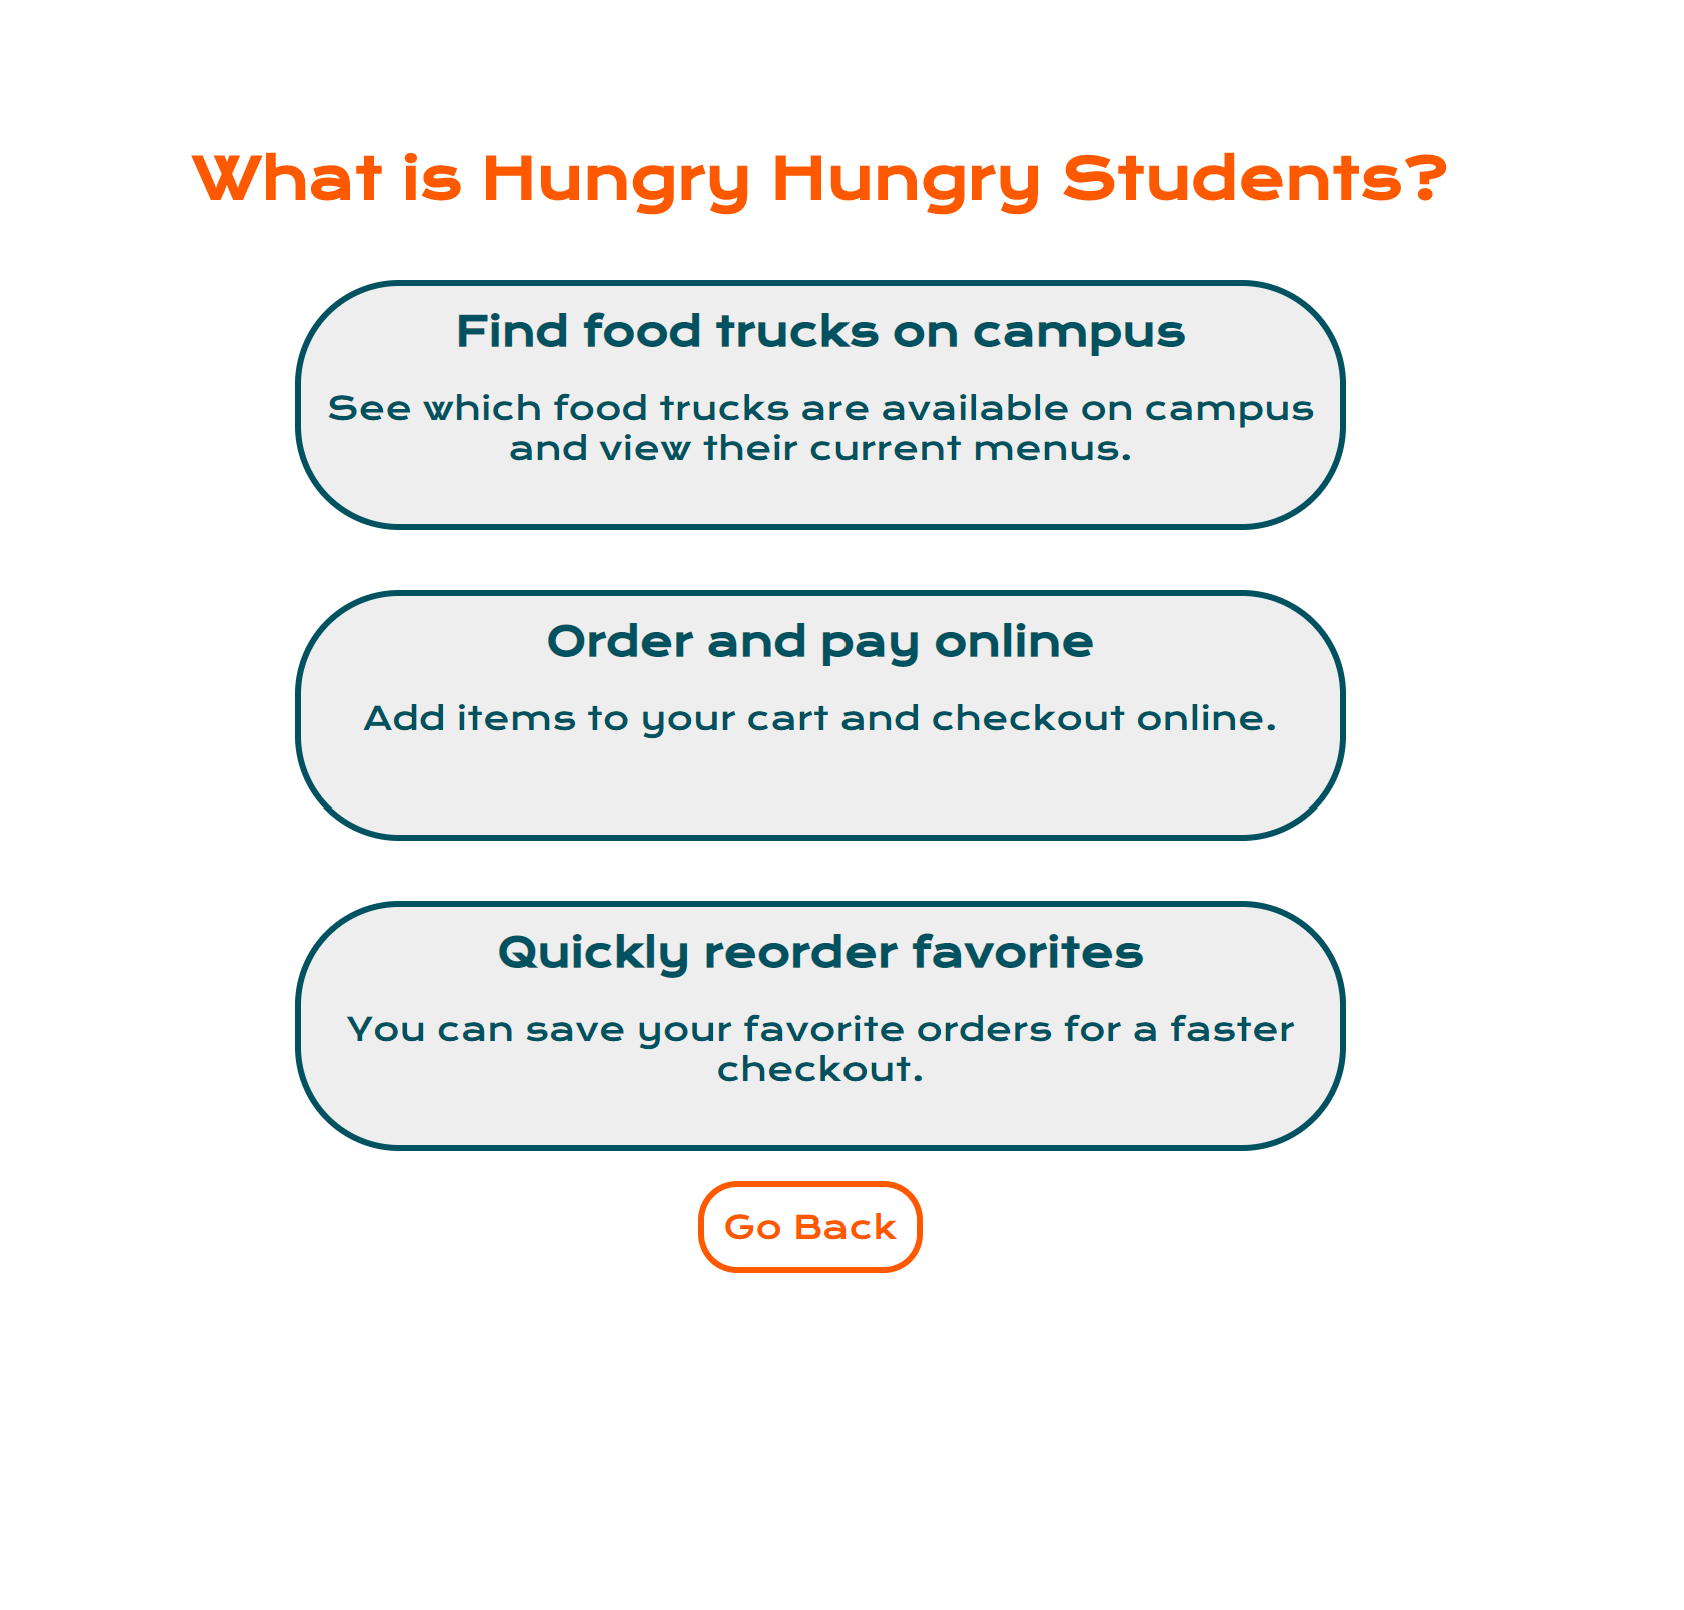 What is Hungry Hungry Students?
Find food trucks on campus
See which food trucks are available on campus
and view their current menus.
Order and pay online
Add items to your cart and checkout online.
Quickly reorder favorites
You can save your favorite orders for a faster
checkout.
Go Back